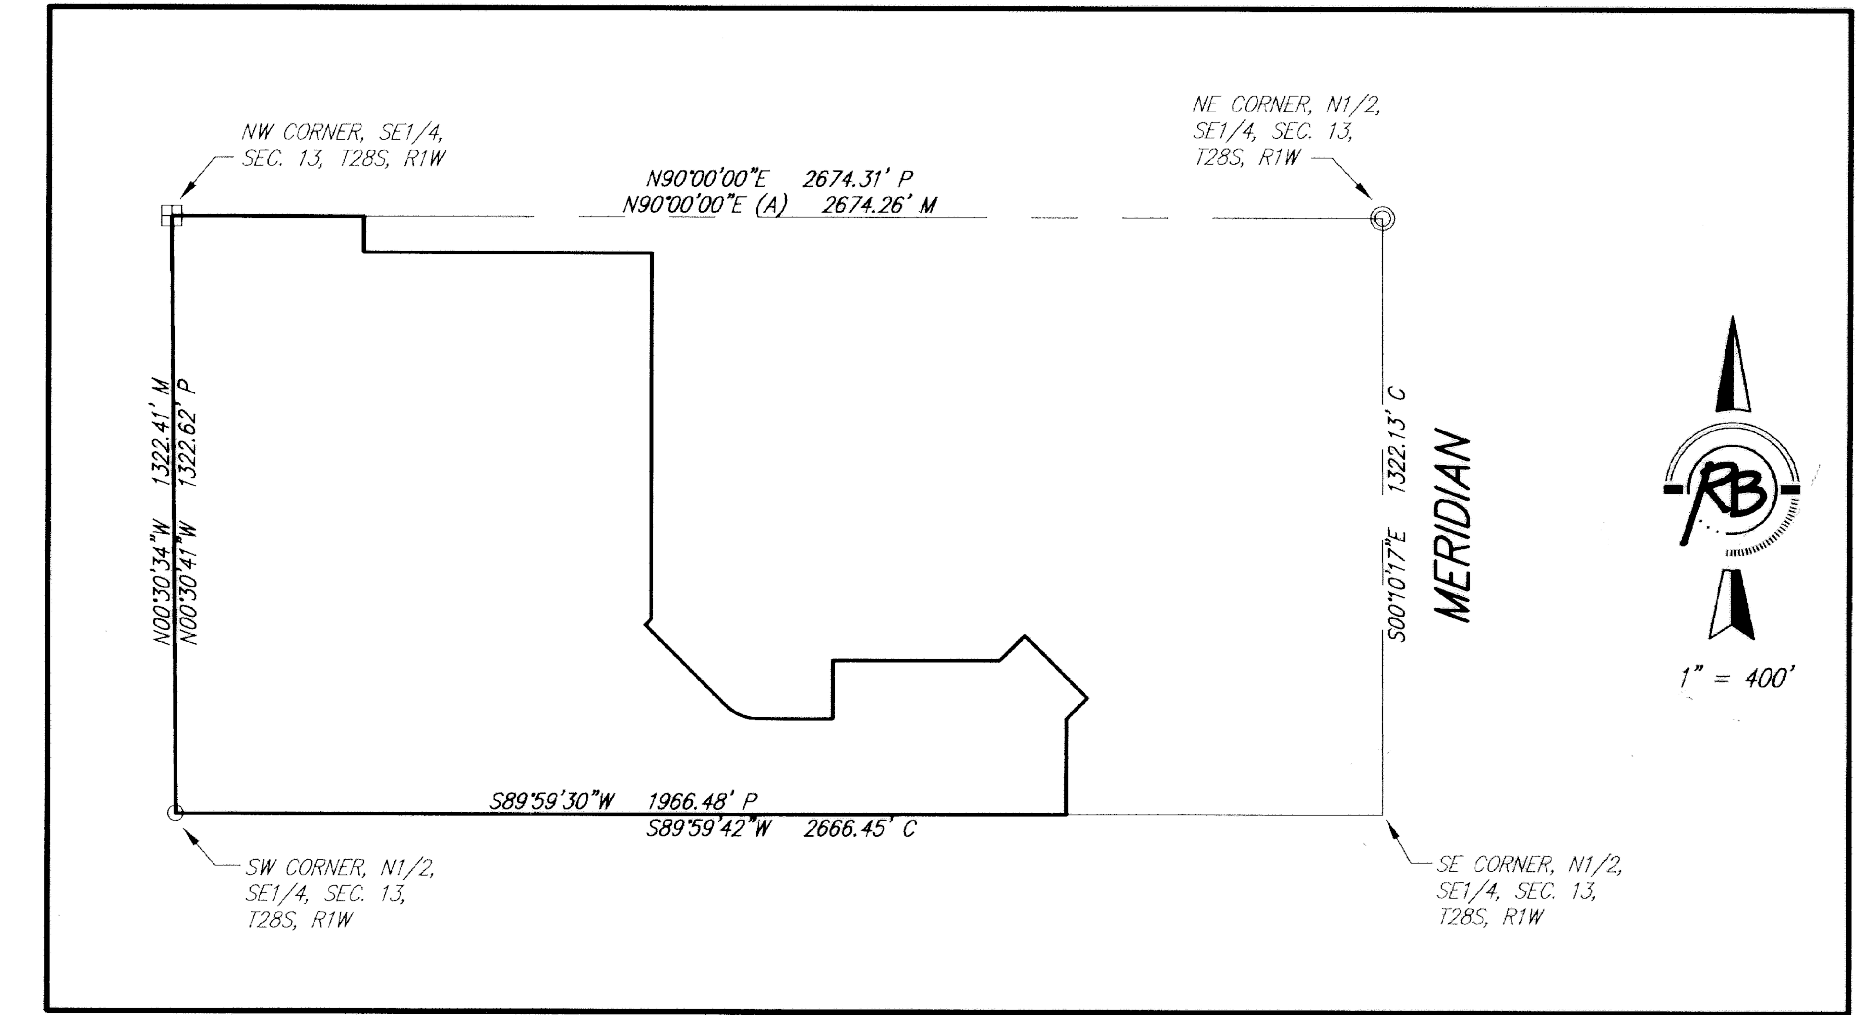 NW CORNER, SE1/4,
SEC. 13, T28S, R1W
NE CORNER, N1/2,
SE1/4, SEC. 13,
T28S, R1W
N90°00'00"E 2674.31' P
N90°00'00"E (A) 2674.26' M
N00°30'34"W 1322.41' M
N00°30'41"W 1322.62' P
S00°10'17"E 1322.13' C
MERIDIAN
RB
1" = 400'
S89°59'30"W 1966.48' P
S89°59'42"W 2666.45' C
SW CORNER, N1/2,
SE1/4, SEC. 13,
T28S, R1W
SE CORNER, N1/2,
SE1/4, SEC. 13,
T28S, R1W